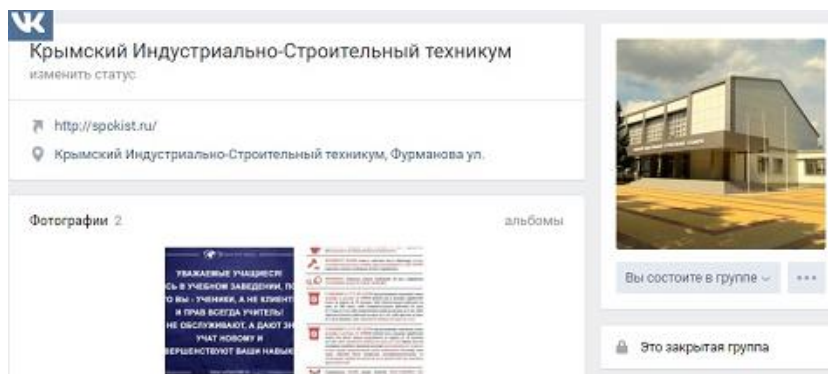 Крымский Индустриально-Строительный техникум
изменить статус
http://spokist.ru/
Крымский Индустриально-Строительный техникум, Фурманова ул.
Фотографии 2
альбомы
УВАЖАЕМЫЕ УЧАЩИЕСЯ!
СЬ В УЧЕБНОМ ЗАВЕДЕНИИ, ПО
О ВЫ - УЧЕНИКИ, А НЕ КЛИЕНТ
И ПРАВ ВСЕГДА УЧИТЕЛЬ!
НЕ ОБСЛУЖИВАЮТ, А ДАЮТ ЗН
УЧАТ НОВОМУ И
ВЕРШЕНСТВУЮТ ВАШИ НАВЫК
Вы состоите в группе
Это закрытая группа